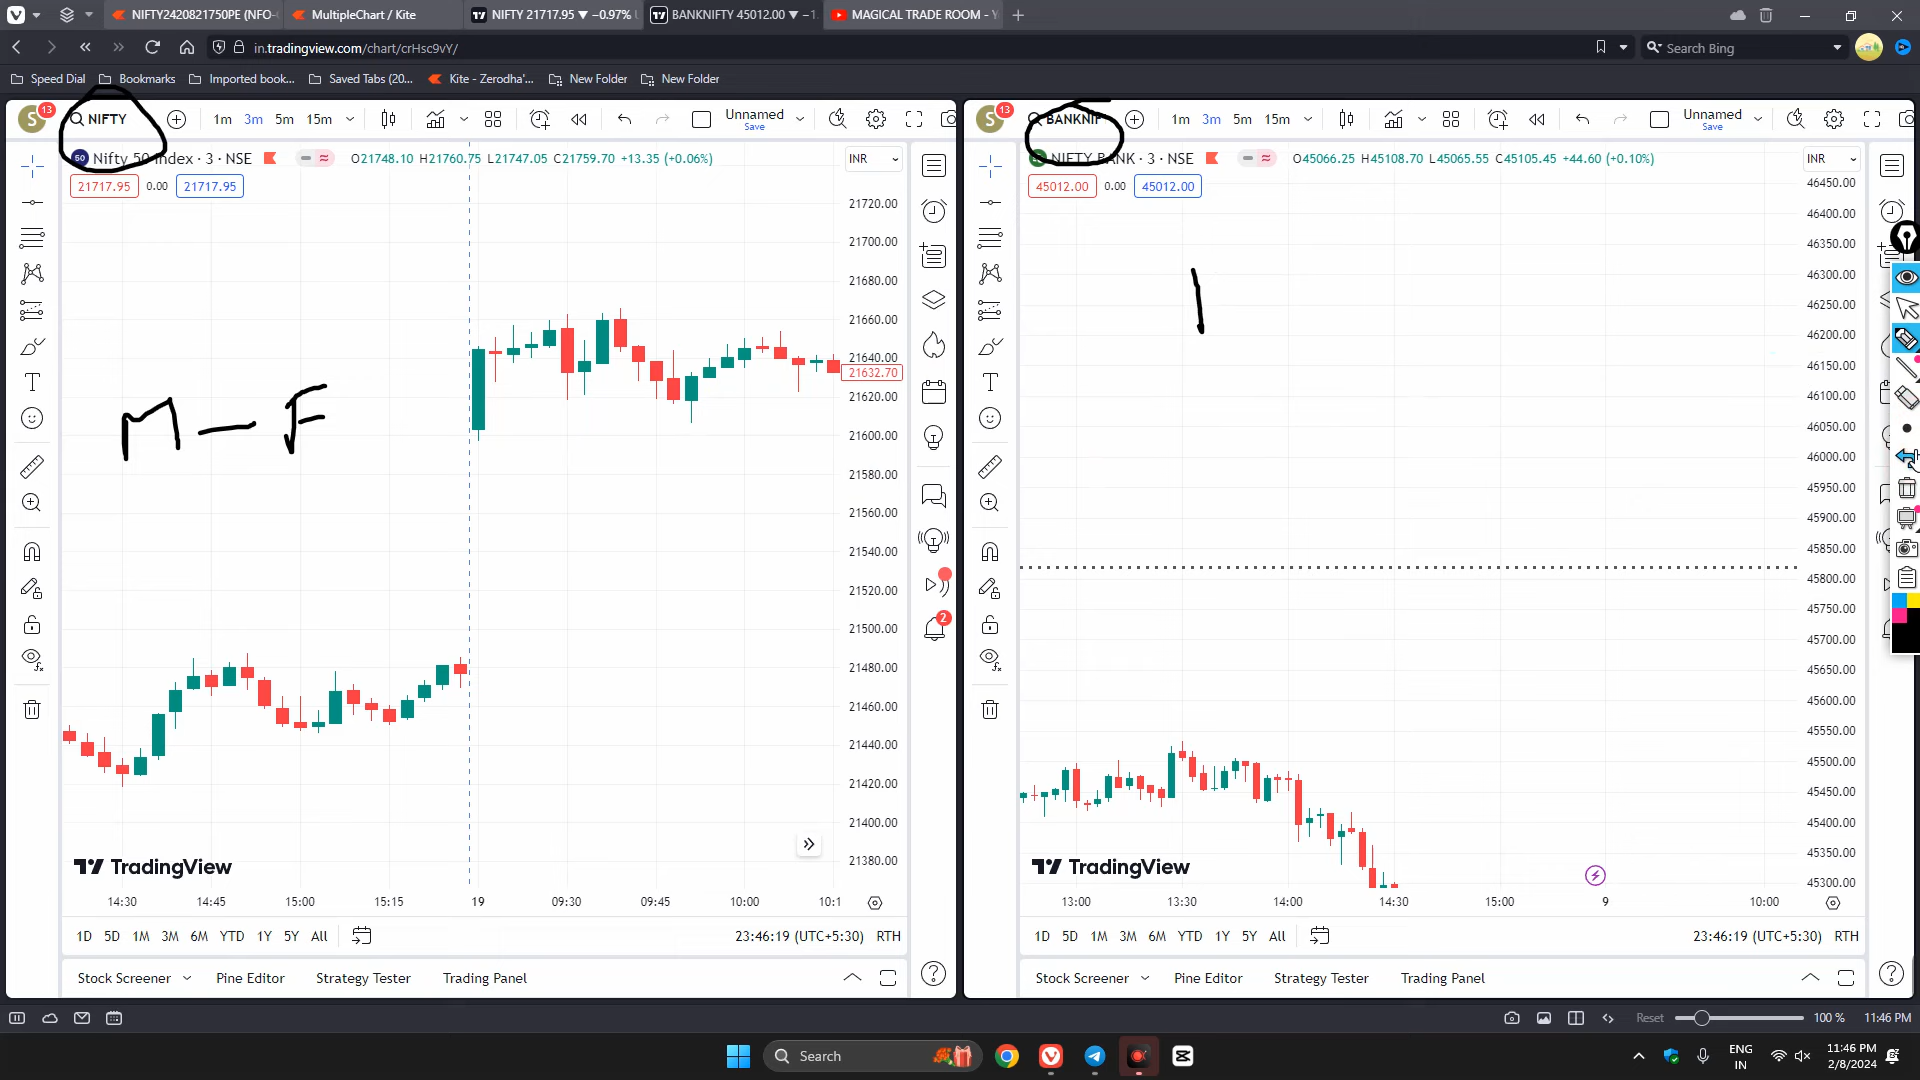 NIFTY2420821750PE (NFO-
MultipleChart / Kite
NIFTY 21717.95 ▼ −0.97%
BANKNIFTY 45012.00 ▼ −1.
MAGICAL TRADE ROOM - Y
in.tradingview.com/chart/crHsc9vY/
Search Bing
Speed Dial
Bookmarks
Imported book...
Saved Tabs (20...
Kite - Zerodha'...
New Folder
New Folder
S 13 NIFTY 1m 3m 5m 15m Unnamed
Save
50 Nifty 50 Index · 3 · NSE O21748.10 H21760.75 L21747.05 C21759.70 +13.35 (+0.06%) INR
21717.95 0.00 21717.95
21720.00
21700.00
21680.00
21660.00
21640.00
21632.70
21620.00
21600.00
21580.00
21560.00
21540.00
21520.00
21500.00
21480.00
21460.00
21440.00
21420.00
21400.00
21380.00
M — F
2
TradingView
14:30 14:45 15:00 15:15 19 09:30 09:45 10:00 10:1
1D 5D 1M 3M 6M YTD 1Y 5Y All 23:46:19 (UTC+5:30) RTH
Stock Screener Pine Editor Strategy Tester Trading Panel
S 13 BANKNIF 1m 3m 5m 15m Unnamed
Save
NIFTY BANK · 3 · NSE O45066.25 H45108.70 L45065.55 C45105.45 +44.60 (+0.10%) INR
45012.00 0.00 45012.00
46450.00
46400.00
46350.00
46300.00
46250.00
46200.00
46150.00
46100.00
46050.00
46000.00
45950.00
45900.00
45850.00
45800.00
45750.00
45700.00
45650.00
45600.00
45550.00
45500.00
45450.00
45400.00
45350.00
45300.00
TradingView
13:00 13:30 14:00 14:30 15:00 9 10:00
1D 5D 1M 3M 6M YTD 1Y 5Y All 23:46:19 (UTC+5:30) RTH
Stock Screener Pine Editor Strategy Tester Trading Panel
Reset 100 % 11:46 PM
Search
ENG
IN
11:46 PM
2/8/2024